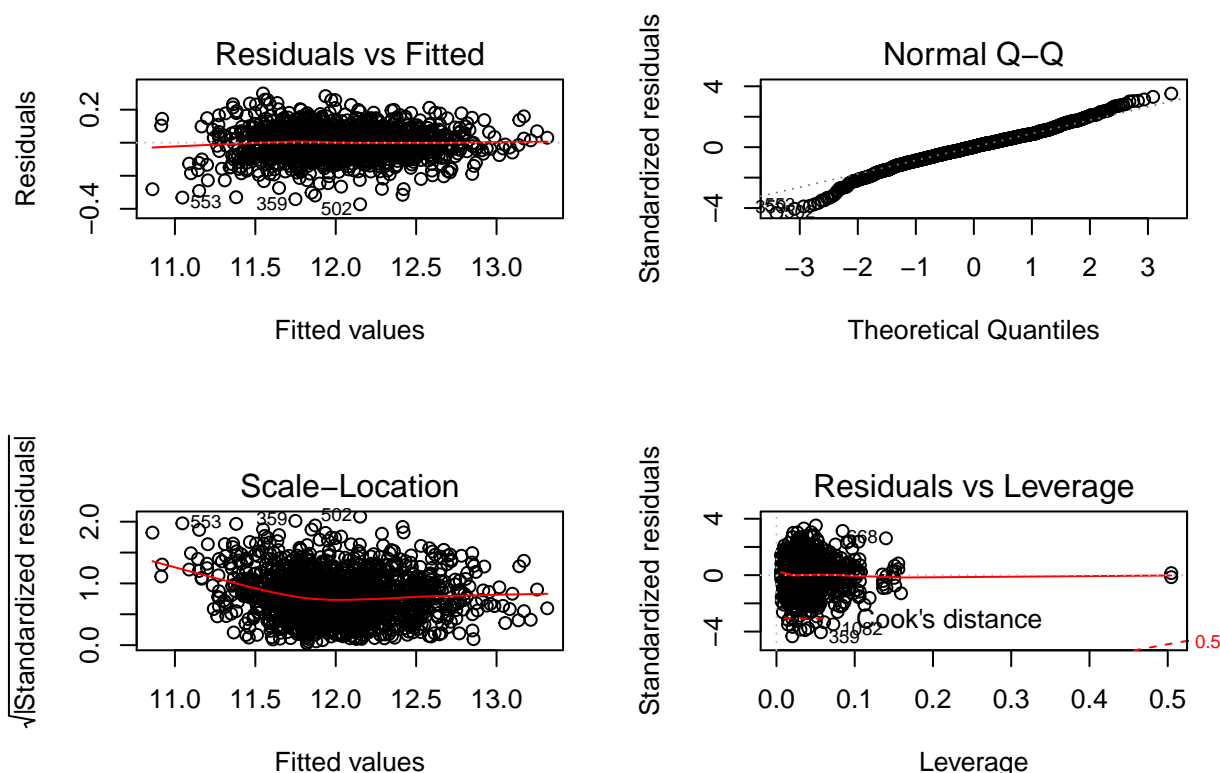 Residuals vs Fitted
Residuals
0.2
−0.4
553
359
502
11.0 11.5 12.0 12.5 13.0
Fitted values
Normal Q−Q
Standardized residuals
4
0
−4
−3 −2 −1 0 1 2 3
Theoretical Quantiles
Scale−Location
√|Standardized residuals|
2.0
1.0
0.0
553
359
502
11.0 11.5 12.0 12.5 13.0
Fitted values
Residuals vs Leverage
Standardized residuals
4
0
−4
Cook's distance
1082
359
0.5
0.0 0.1 0.2 0.3 0.4 0.5
Leverage